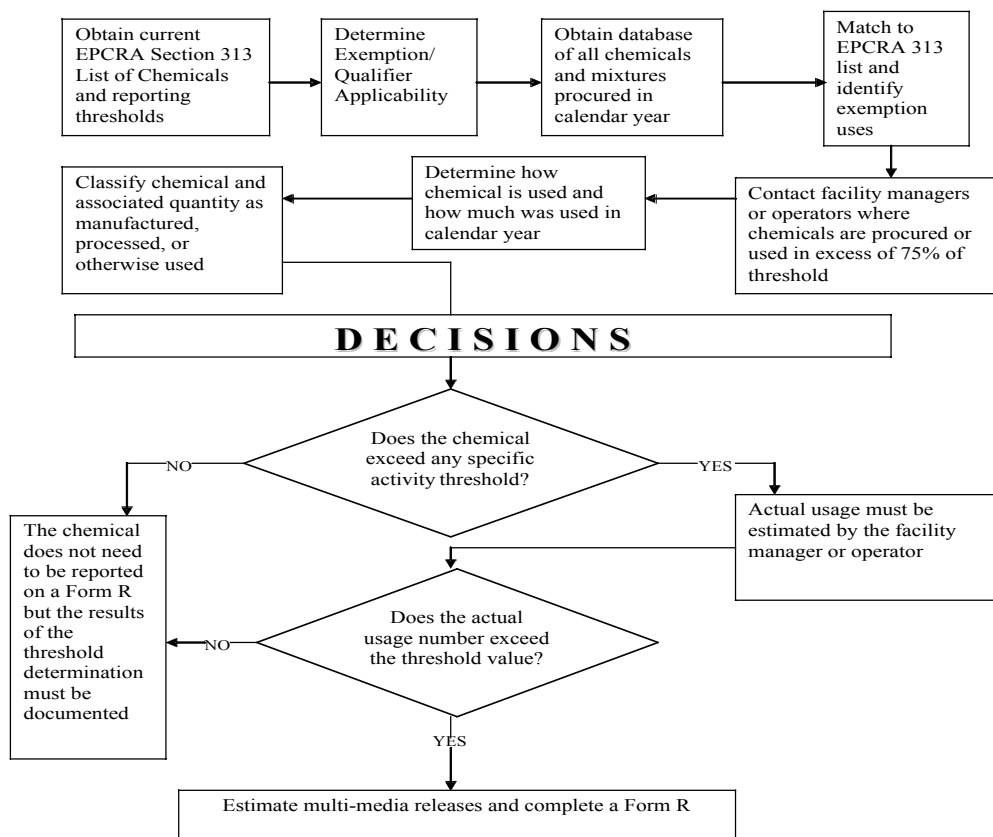 Obtain current
EPCRA Section 313
List of Chemicals
and reporting
thresholds
Determine
Exemption/
Qualifier
Applicability
Obtain database
of all chemicals
and mixtures
procured in
calendar year
Match to
EPCRA 313
list and
identify
exemption
uses
Contact facility managers
or operators where
chemicals are procured or
used in excess of 75% of
threshold
Determine how
chemical is used and
how much was used in
calendar year
Classify chemical and
associated quantity as
manufactured,
processed, or
otherwise used
DECISIONS
Does the chemical
exceed any specific
activity threshold?
NO
YES
The chemical
does not need
to be reported
on a Form R
but the results
of the
threshold
determination
must be
documented
Actual usage must be
estimated by the facility
manager or operator
Does the actual
usage number exceed
the threshold value?
NO
YES
Estimate multi-media releases and complete a Form R